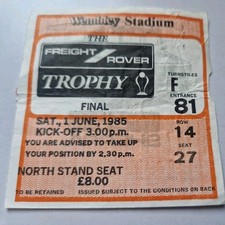 Wembley Stadium
THE
FREIGHT ROVER
TROPHY
FINAL
TURNSTILES
F
ENTRANCE
81
SAT., 1 JUNE, 1985
KICK-OFF 3.00 p.m.
YOU ARE ADVISED TO TAKE UP
YOUR POSITION BY 2.30 p.m.
ROW
14
SEAT
27
NORTH STAND SEAT
£8.00
TO BE RETAINED ISSUED SUBJECT TO THE CONDITIONS ON BACK